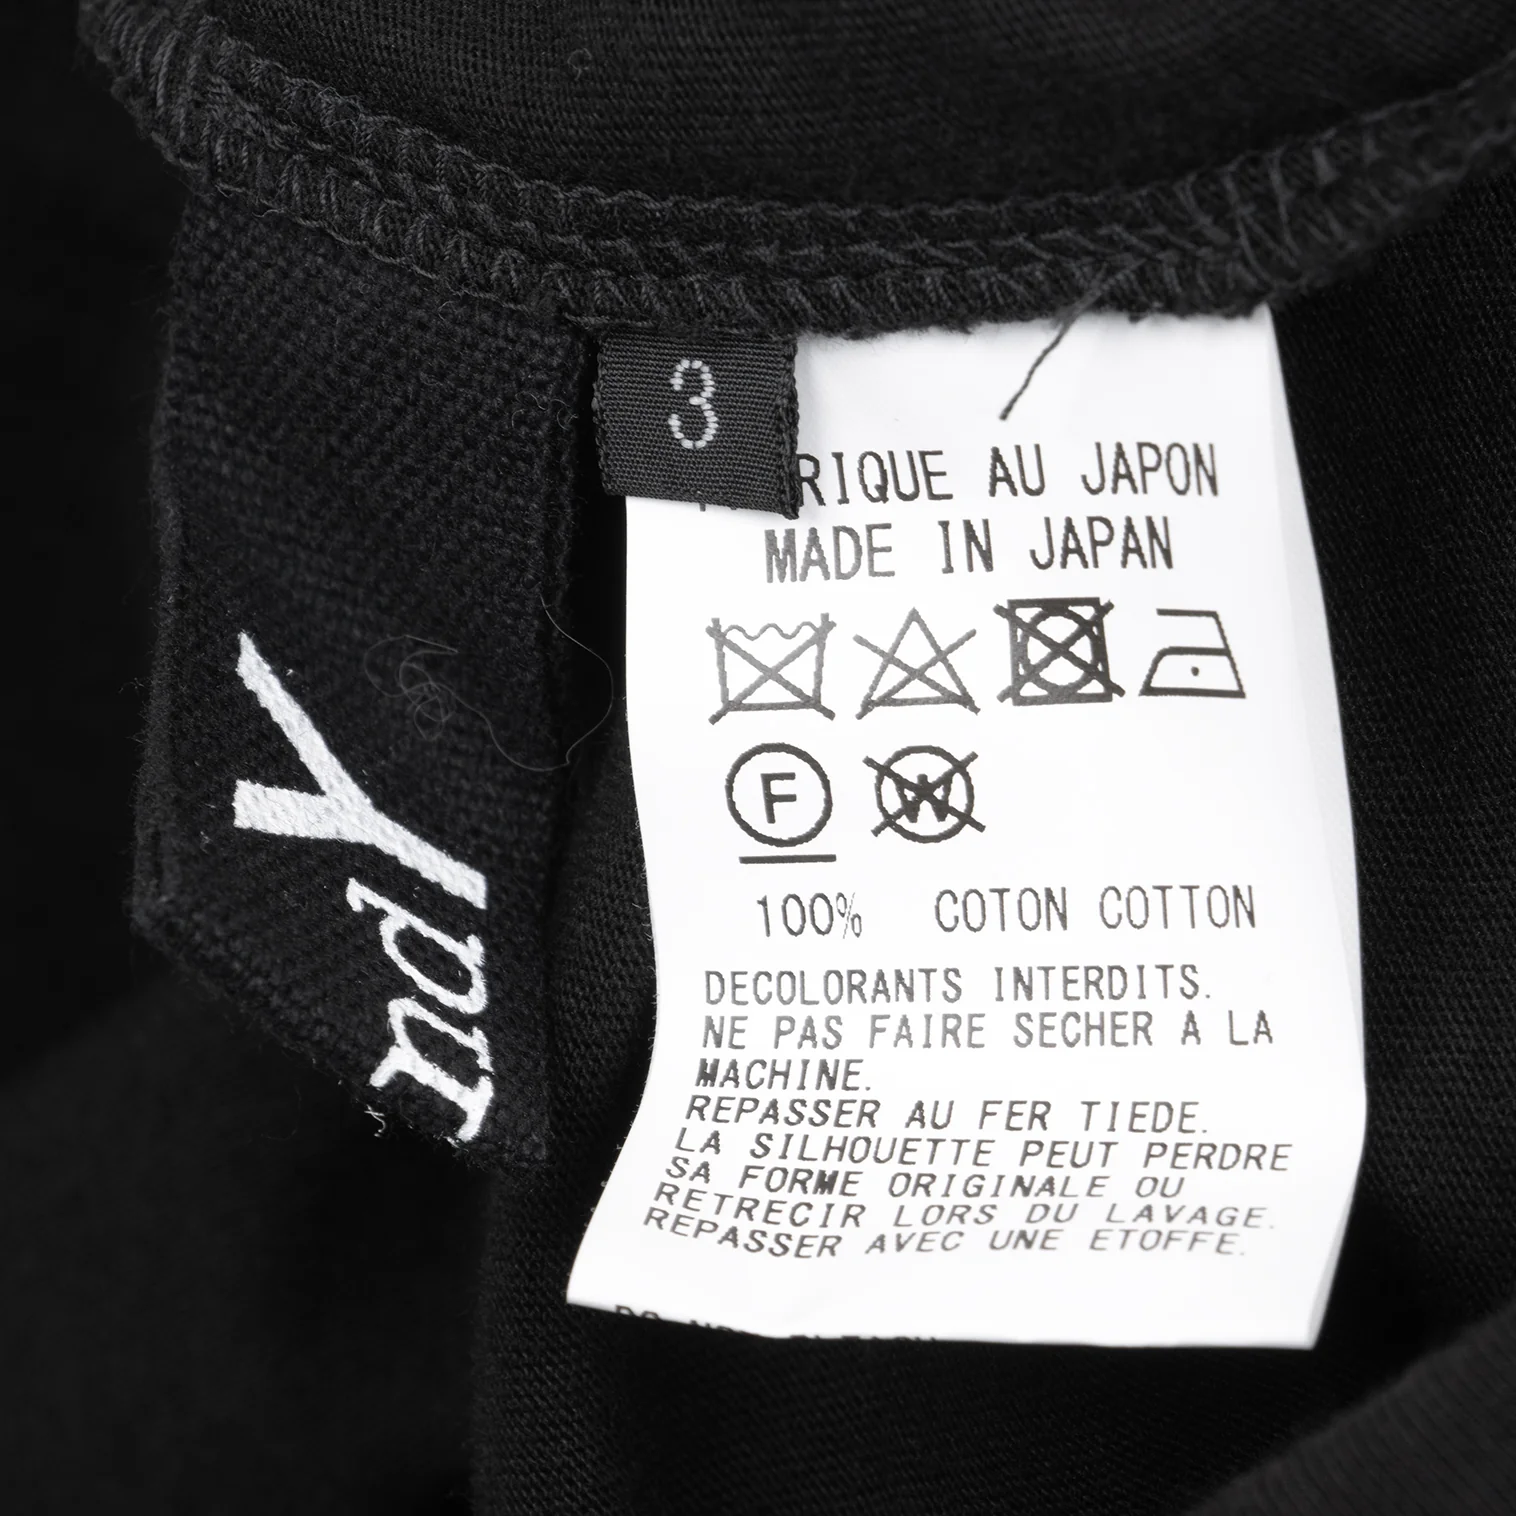 3
RIQUE AU JAPON
MADE IN JAPAN
F
W
100% COTON COTTON
DECOLORANTS INTERDITS.
NE PAS FAIRE SECHER A LA
MACHINE.
REPASSER AU FER TIEDE.
LA SILHOUETTE PEUT PERDRE
SA FORME ORIGINALE OU
RETRECIR LORS DU LAVAGE.
REPASSER AVEC UNE ETOFFE.
Y
nd